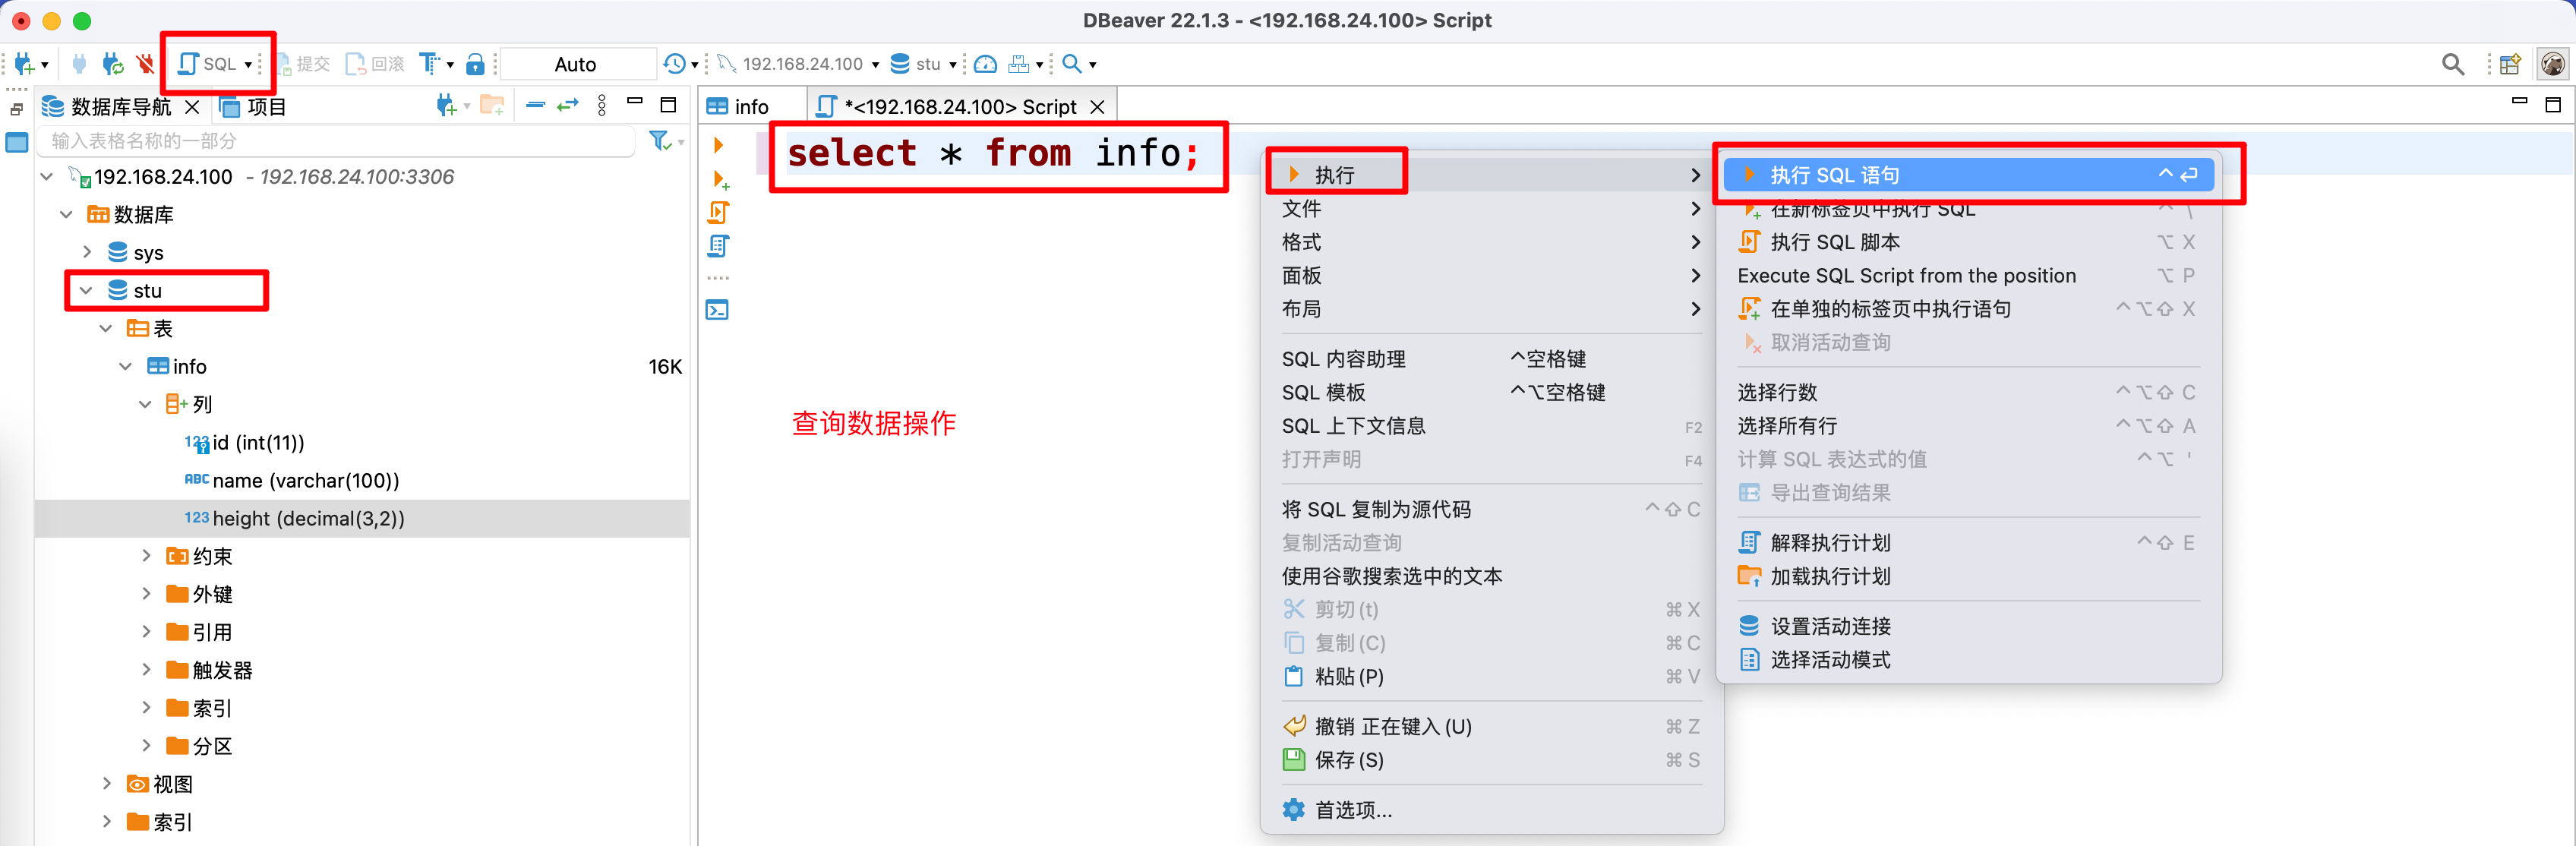 DBeaver 22.1.3 - <192.168.24.100> Script
SQL 提交 回滚 T Auto 192.168.24.100 stu
数据库导航 项目
info *<192.168.24.100> Script
输入表格名称的一部分
192.168.24.100 - 192.168.24.100:3306
数据库
sys
stu
表
info 16K
列
123 id (int(11))
ABC name (varchar(100))
123 height (decimal(3,2))
约束
外键
引用
触发器
索引
分区
视图
索引
select * from info;
查询数据操作
执行
文件
格式
面板
布局
SQL 内容助理 ^空格键
SQL 模板 ^⌥空格键
SQL 上下文信息 F2
打开声明 F4
将 SQL 复制为源代码 ^⇧ C
复制活动查询
使用谷歌搜索选中的文本
剪切(t) ⌘ X
复制(C) ⌘ C
粘贴(P) ⌘ V
撤销 正在键入(U) ⌘ Z
保存(S) ⌘ S
首选项...
执行 SQL 语句 ^↩
在新标签页中执行 SQL ^ \
执行 SQL 脚本 ⌥ X
Execute SQL Script from the position ⌥ P
在单独的标签页中执行语句 ^⌥⇧ X
取消活动查询
选择行数 ^⌥⇧ C
选择所有行 ^⌥⇧ A
计算 SQL 表达式的值 ^⌥ '
导出查询结果
解释执行计划 ^⇧ E
加载执行计划
设置活动连接
选择活动模式